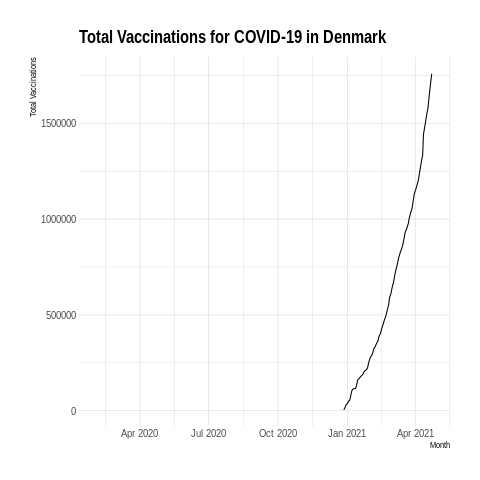 Total Vaccinations for COVID-19 in Denmark
Total Vaccinations
1500000
1000000
500000
0
Apr 2020 Jul 2020 Oct 2020 Jan 2021 Apr 2021
Month